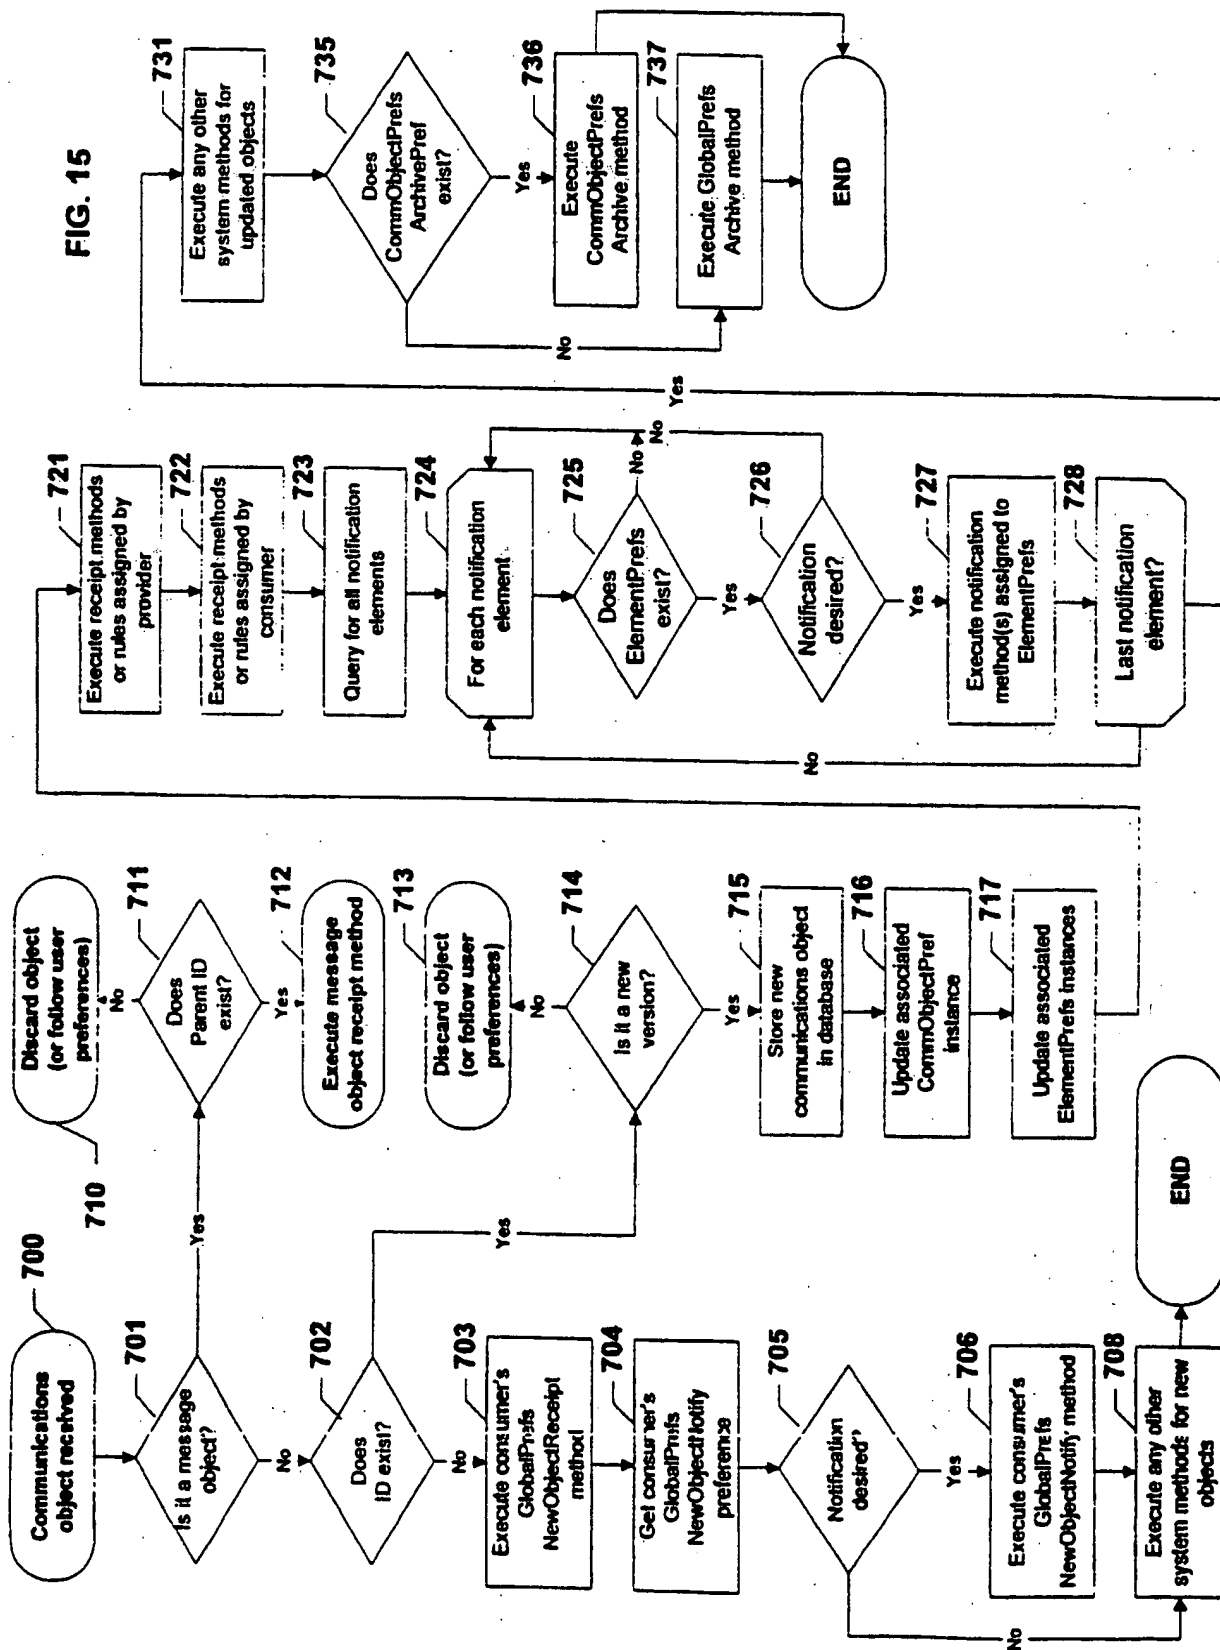 FIG. 15
700
Communications
object received
701
Is it a message
object?
Yes
No
710
Discard object
(or follow user
preferences)
No
711
Does
Parent ID
exist?
Yes
712
Execute message
object receipt method
702
Does
ID exist?
Yes
No
713
Discard object
(or follow user
preferences)
No
714
Is it a new
version?
Yes
715
Store new
communications object
in database
716
Update associated
CommObjectPref
instance
717
Update associated
ElementPrefs instances
703
Execute consumer's
GlobalPrefs
NewObjectReceipt
method
704
Get consumer's
GlobalPrefs
NewObjectNotify
preference
705
Notification
desired?
Yes
No
706
Execute consumer's
GlobalPrefs
NewObjectNotify method
708
Execute any other
system methods for new
objects
END
721
Execute receipt methods
or rules assigned by
provider
722
Execute receipt methods
or rules assigned by
consumer
723
Query for all notification
elements
724
For each notification
element
725
Does
ElementPrefs
exist?
No
Yes
726
Notification
desired?
No
Yes
727
Execute notification
method(s) assigned to
ElementPrefs
728
Last notification
element?
No
Yes
731
Execute any other
system methods for
updated objects
735
Does
CommObjectPrefs
ArchivePref
exist?
Yes
No
736
Execute
CommObjectPrefs
Archive method
737
Execute GlobalPrefs
Archive method
END